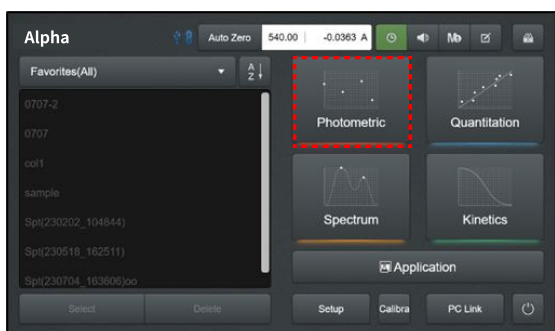 Alpha
Auto Zero 540.00 -0.0363 A
Favorites(All) A Z
0707-2
0707
col1
sample
Spt(230202_104844)
Spt(230518_162511)
Spt(230704_163606)oo
Select Delete
Photometric Quantitation
Spectrum Kinetics
Application
Setup Calibra PC Link